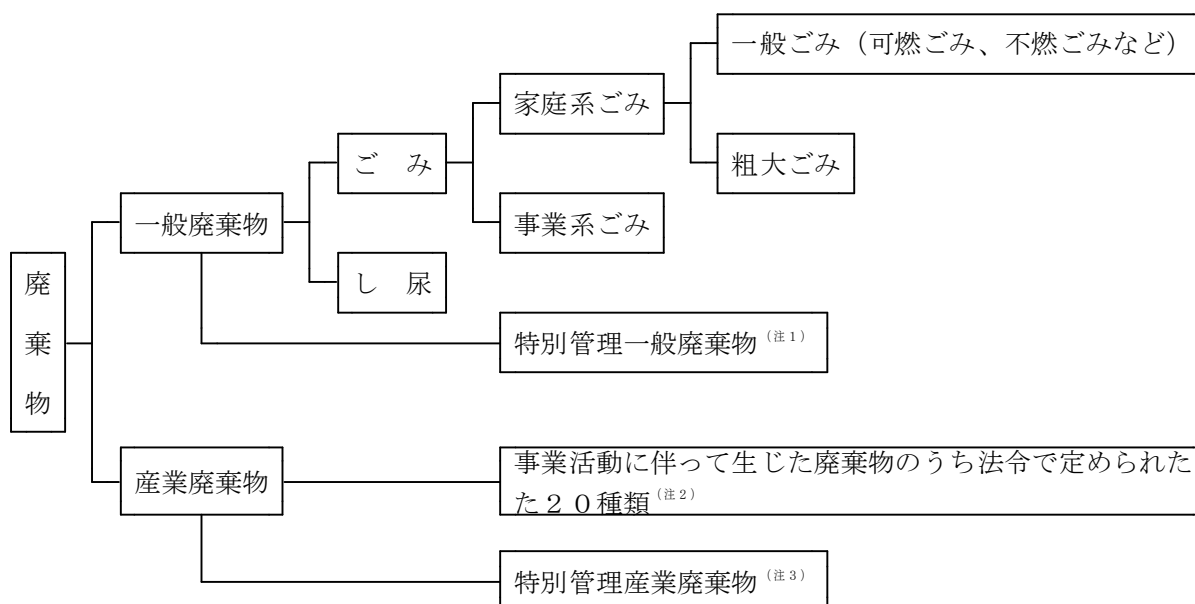 一般ごみ(可燃ごみ、不燃ごみなど)
家庭系ごみ
ご み
粗大ごみ
一般廃棄物
事業系ごみ
し 尿
廃棄物
特別管理一般廃棄物(注1)
産業廃棄物
事業活動に伴って生じた廃棄物のうち法令で定められた
た20種類(注2)
特別管理産業廃棄物(注3)